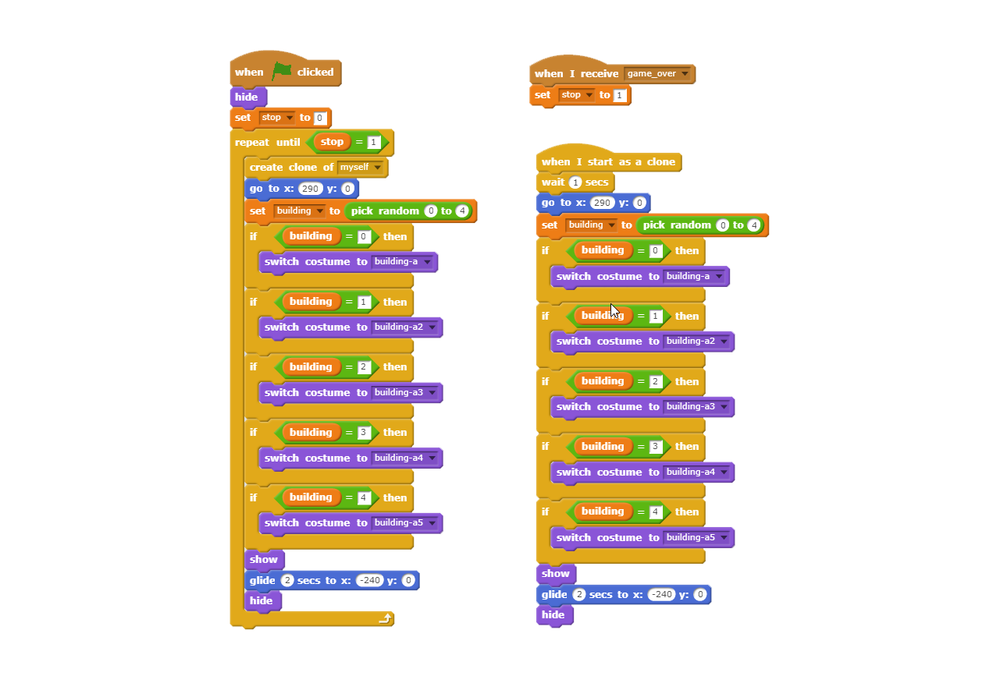 when clicked
hide
set stop to 0
repeat until stop = 1
create clone of myself
go to x: 290 y: 0
set building to pick random 0 to 4
if building = 0 then
switch costume to building-a
if building = 1 then
switch costume to building-a2
if building = 2 then
switch costume to building-a3
if building = 3 then
switch costume to building-a4
if building = 4 then
switch costume to building-a5
show
glide 2 secs to x: -240 y: 0
hide
when I receive game_over
set stop to 1
when I start as a clone
wait 1 secs
go to x: 290 y: 0
set building to pick random 0 to 4
if building = 0 then
switch costume to building-a
if building = 1 then
switch costume to building-a2
if building = 2 then
switch costume to building-a3
if building = 3 then
switch costume to building-a4
if building = 4 then
switch costume to building-a5
show
glide 2 secs to x: -240 y: 0
hide